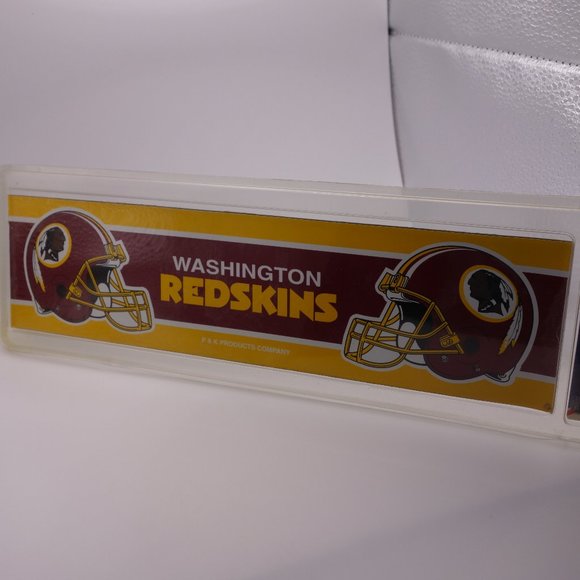 WASHINGTON
REDSKINS
P & K PRODUCTS COMPANY